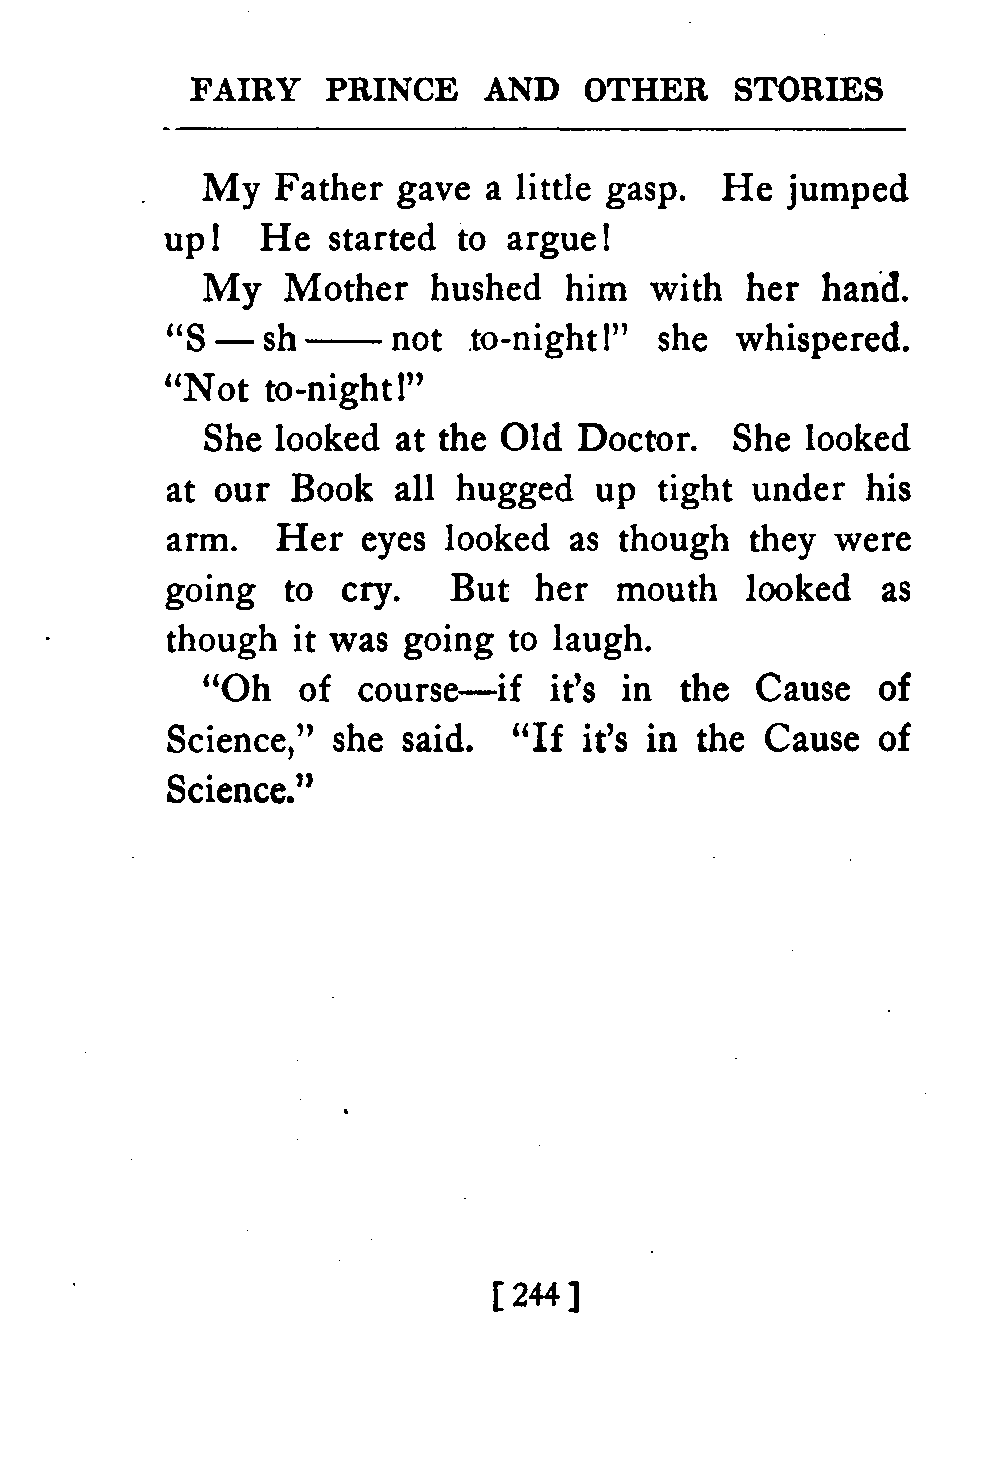 FAIRY PRINCE AND OTHER STORIES
My Father gave a little gasp. He jumped
up! He started to argue!
My Mother hushed him with her hand.
“S — sh —— not to-night!” she whispered.
“Not to-night!”
She looked at the Old Doctor. She looked
at our Book all hugged up tight under his
arm. Her eyes looked as though they were
going to cry. But her mouth looked as
though it was going to laugh.
“Oh of course—if it’s in the Cause of
Science,” she said. “If it’s in the Cause of
Science.”
[ 244 ]